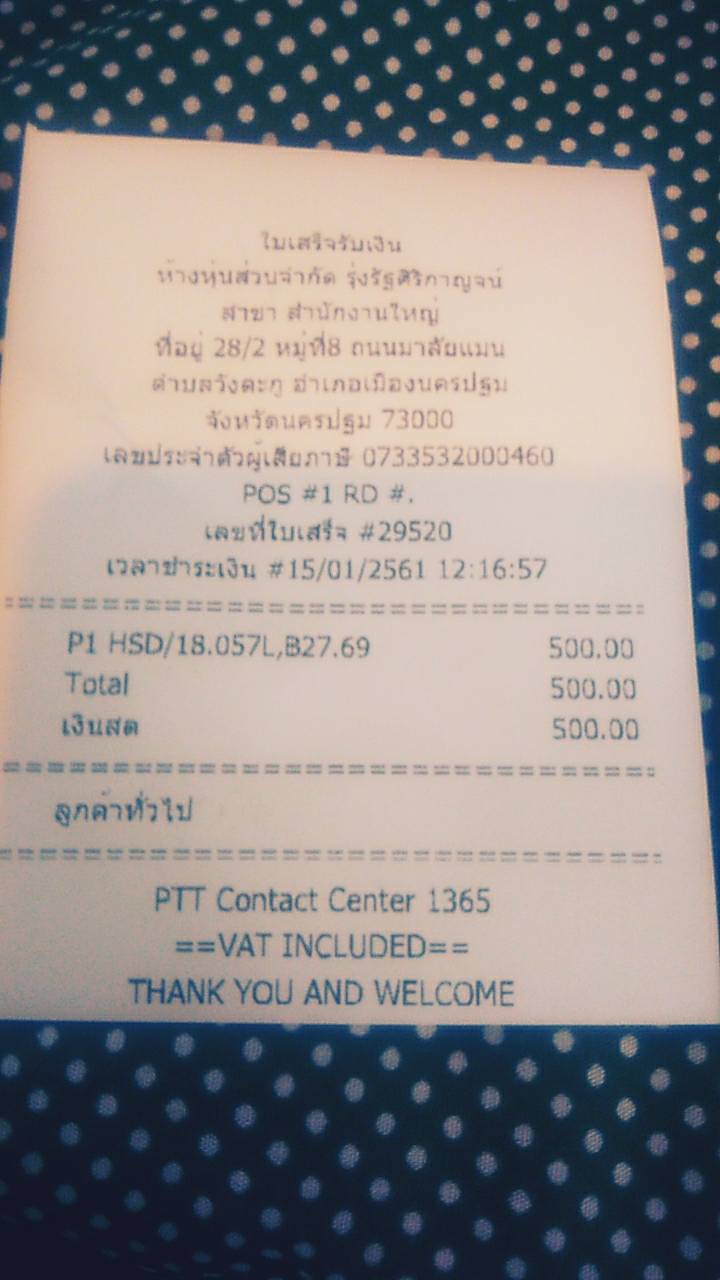 ใบเสร็จรับเงิน
ห้างหุ้นส่วนจำกัด รุ่งรัฐศิริกาญจน์
สาขา สำนักงานใหญ่
ที่อยู่ 28/2 หมู่ที่8 ถนนมาลัยแมน
ตำบลวังตะกู อำเภอเมืองนครปฐม
จังหวัดนครปฐม 73000
เลขประจำตัวผู้เสียภาษี 0733532000460
POS #1 RD #.
เลขที่ใบเสร็จ #29520
เวลาชำระเงิน #15/01/2561 12:16:57
P1 HSD/18.057L,B27.69 500.00
Total 500.00
เงินสด 500.00
ลูกค้าทั่วไป
PTT Contact Center 1365
==VAT INCLUDED==
THANK YOU AND WELCOME